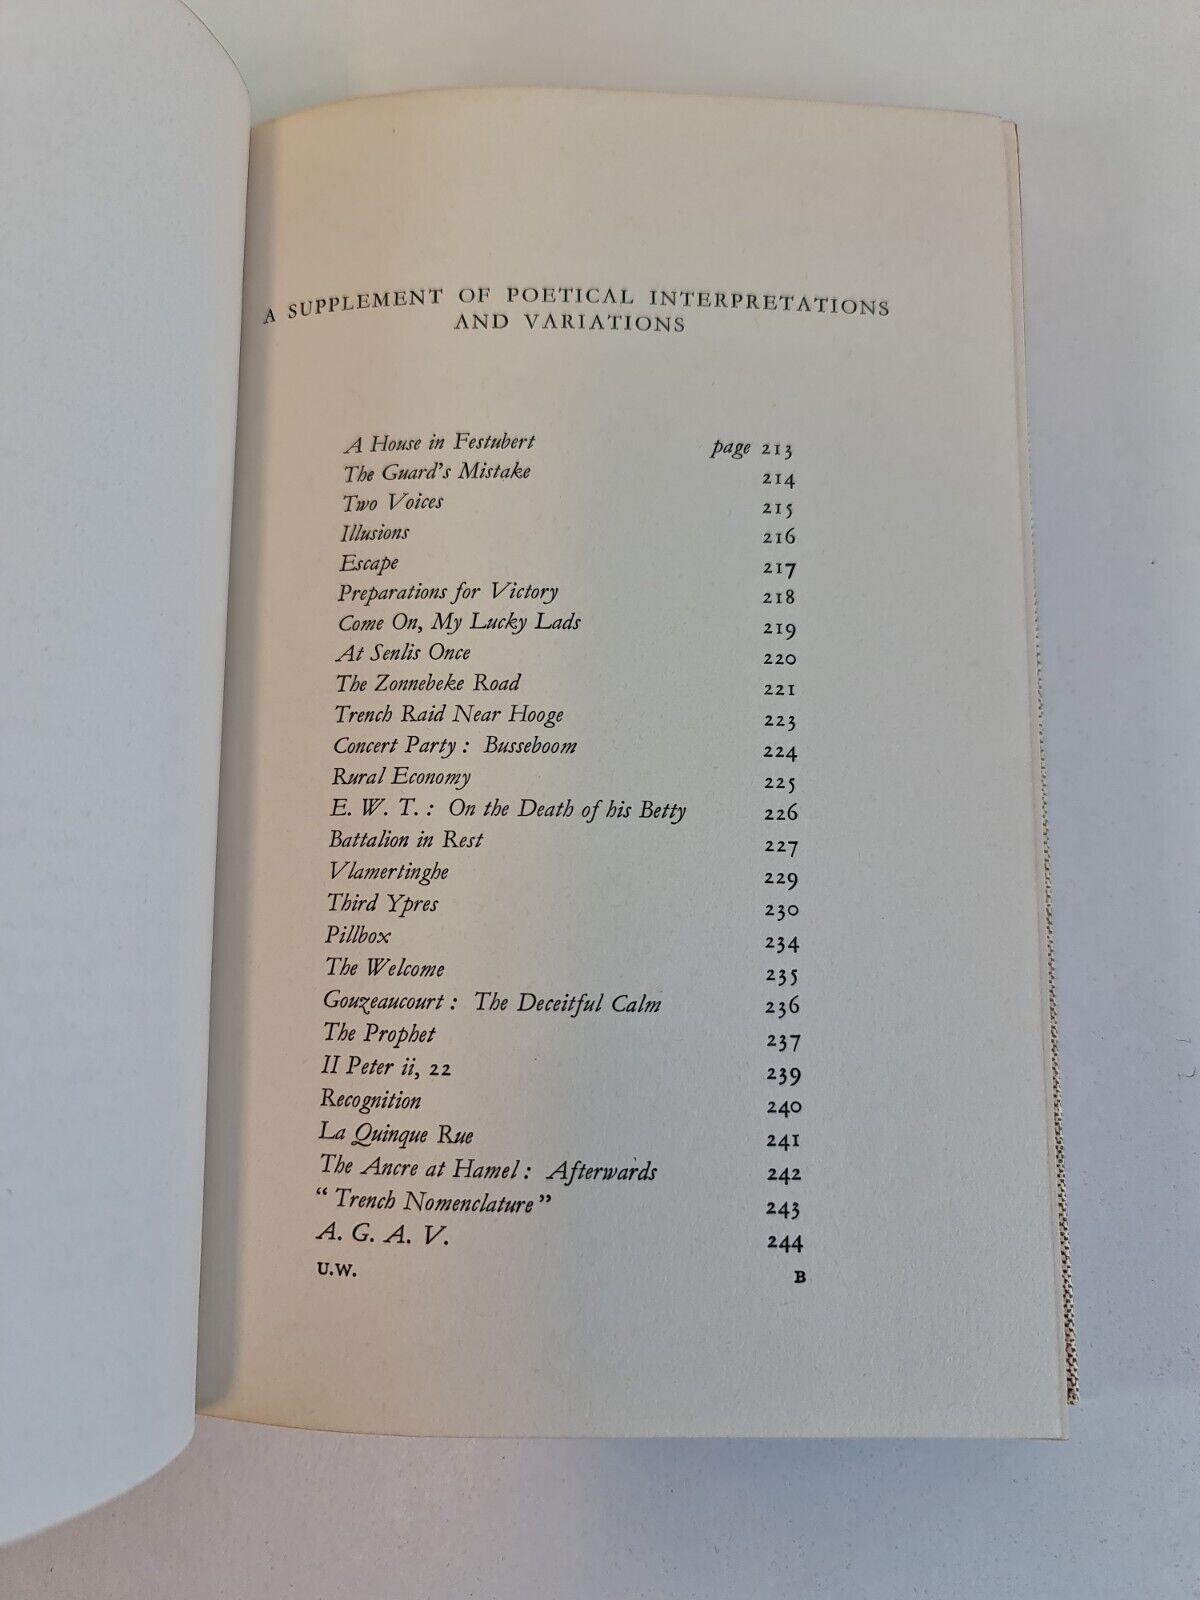 A SUPPLEMENT OF POETICAL INTERPRETATIONS
AND VARIATIONS
A House in Festubert page 213
The Guard's Mistake 214
Two Voices 215
Illusions 216
Escape 217
Preparations for Victory 218
Come On, My Lucky Lads 219
At Senlis Once 220
The Zonnebeke Road 221
Trench Raid Near Hooge 223
Concert Party : Busseboom 224
Rural Economy 225
E. W. T. : On the Death of his Betty 226
Battalion in Rest 227
Vlamertinghe 229
Third Ypres 230
Pillbox 234
The Welcome 235
Gouzeaucourt : The Deceitful Calm 236
The Prophet 237
II Peter ii, 22 239
Recognition 240
La Quinque Rue 241
The Ancre at Hamel : Afterwards 242
"Trench Nomenclature" 243
A. G. A. V. 244
U.W. B